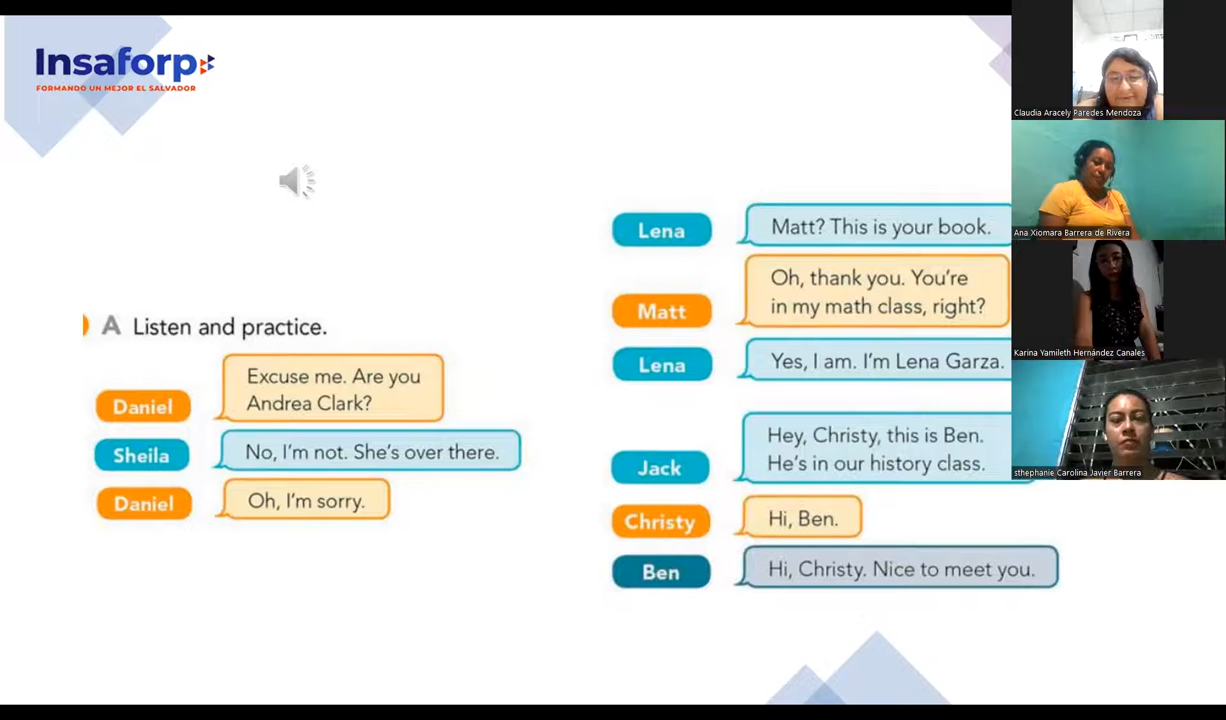 Insaforp
FORMANDO UN MEJOR EL SALVADOR
A Listen and practice.
Daniel
Excuse me. Are you
Andrea Clark?
Sheila
No, I'm not. She's over there.
Daniel
Oh, I'm sorry.
Lena
Matt? This is your book.
Matt
Oh, thank you. You're
in my math class, right?
Lena
Yes, I am. I'm Lena Garza.
Jack
Hey, Christy, this is Ben.
He's in our history class.
Christy
Hi, Ben.
Ben
Hi, Christy. Nice to meet you.
Claudia Aracely Paredes Mendoza
Ana Xiomara Barrera de Rivera
Karina Yamileth Hernández Canales
sthephanie Carolina Javier Barrera